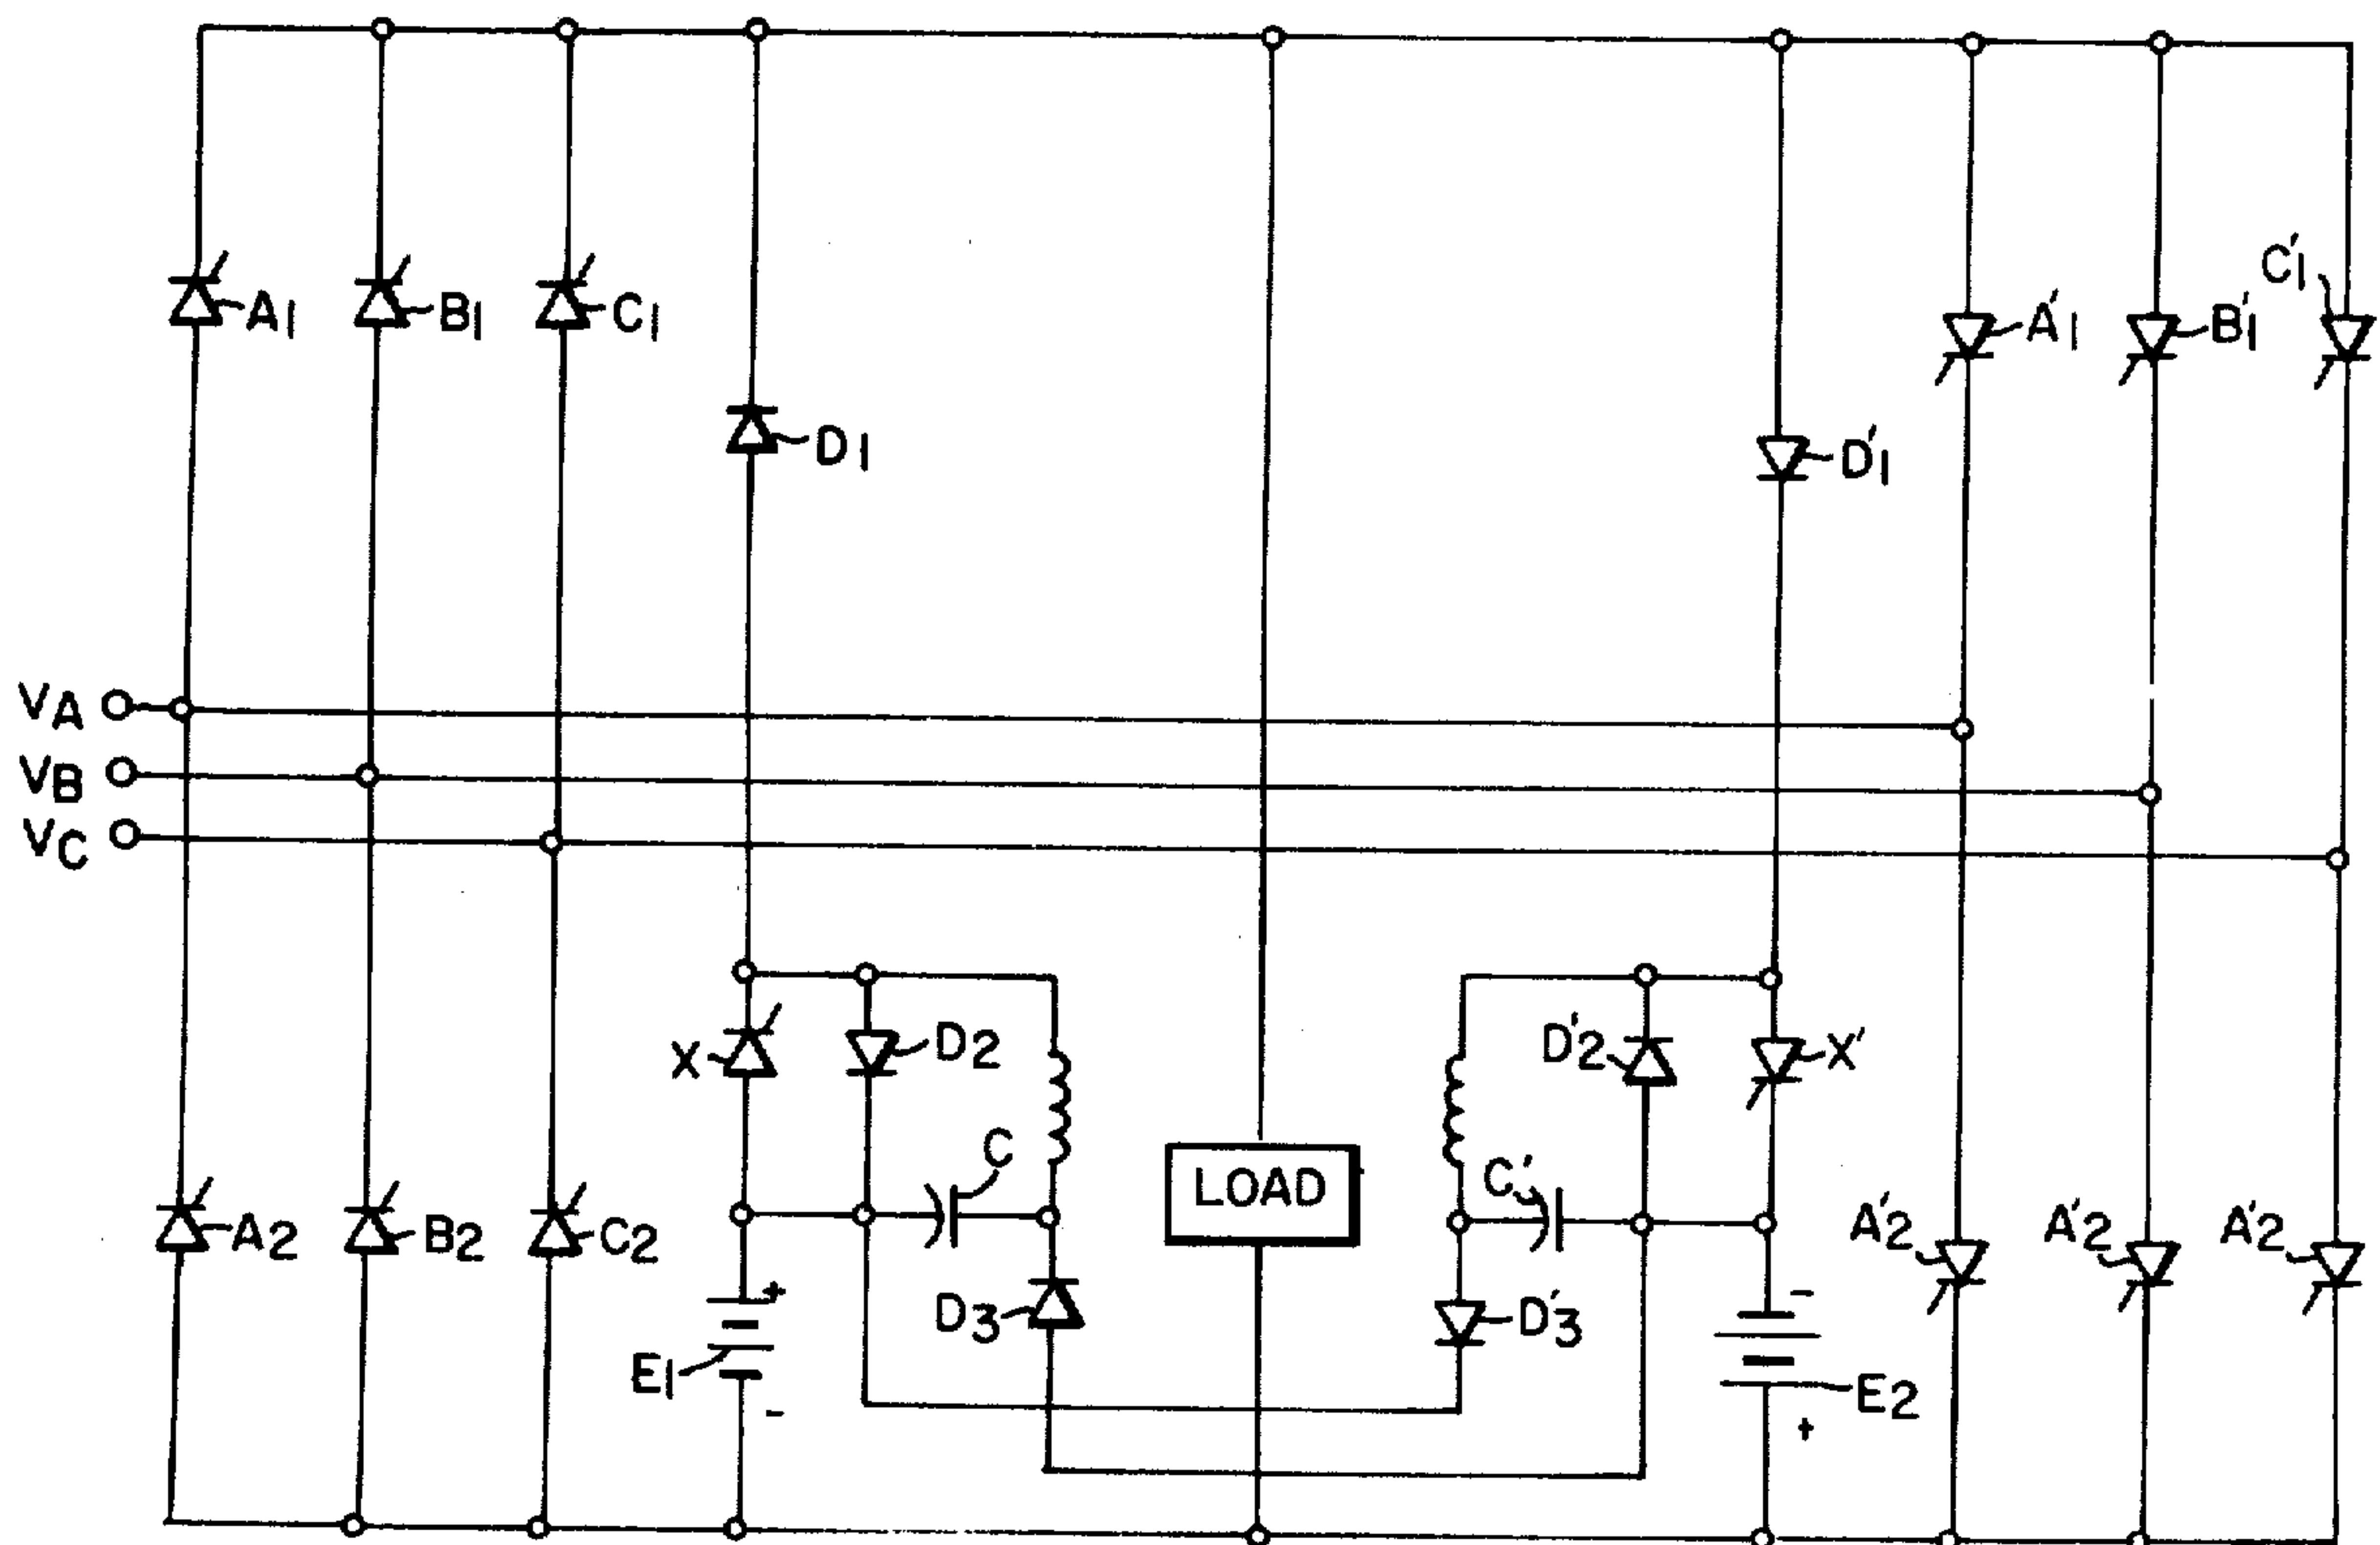 A1
B1
C1
D1
D'1
A'1
B'1
C'1
VA
VB
VC
X
D2
D'2
X'
C
LOAD
C'
A2
B2
C2
A'2
A'2
A'2
+
D3
D'3
-
E1
E2
-
+